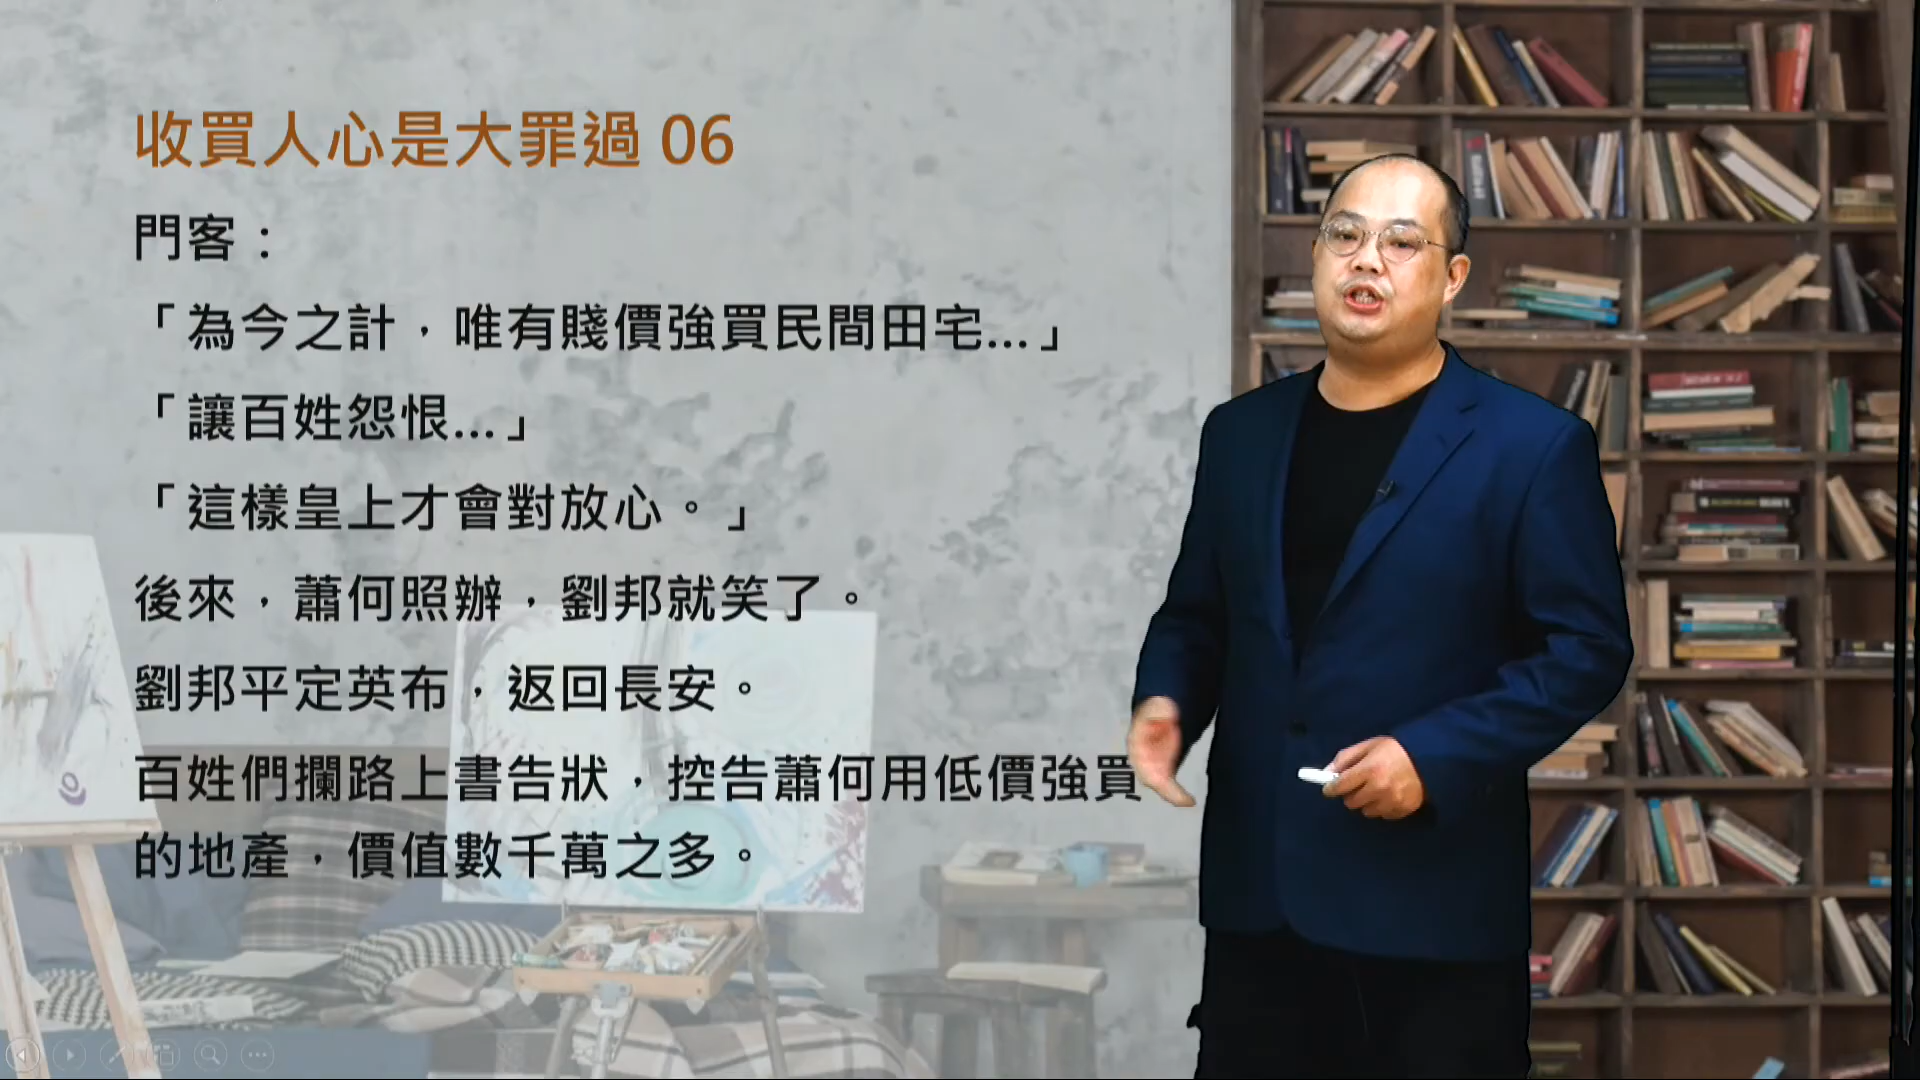 收買人心是大罪過 06
門客：
「為今之計，唯有賤價強買民間田宅...」
「讓百姓怨恨...」
「這樣皇上才會對放心。」
後來，蕭何照辦，劉邦就笑了。
劉邦平定英布，返回長安。
百姓們攔路上書告狀，控告蕭何用低價強買
的地產，價值數千萬之多。